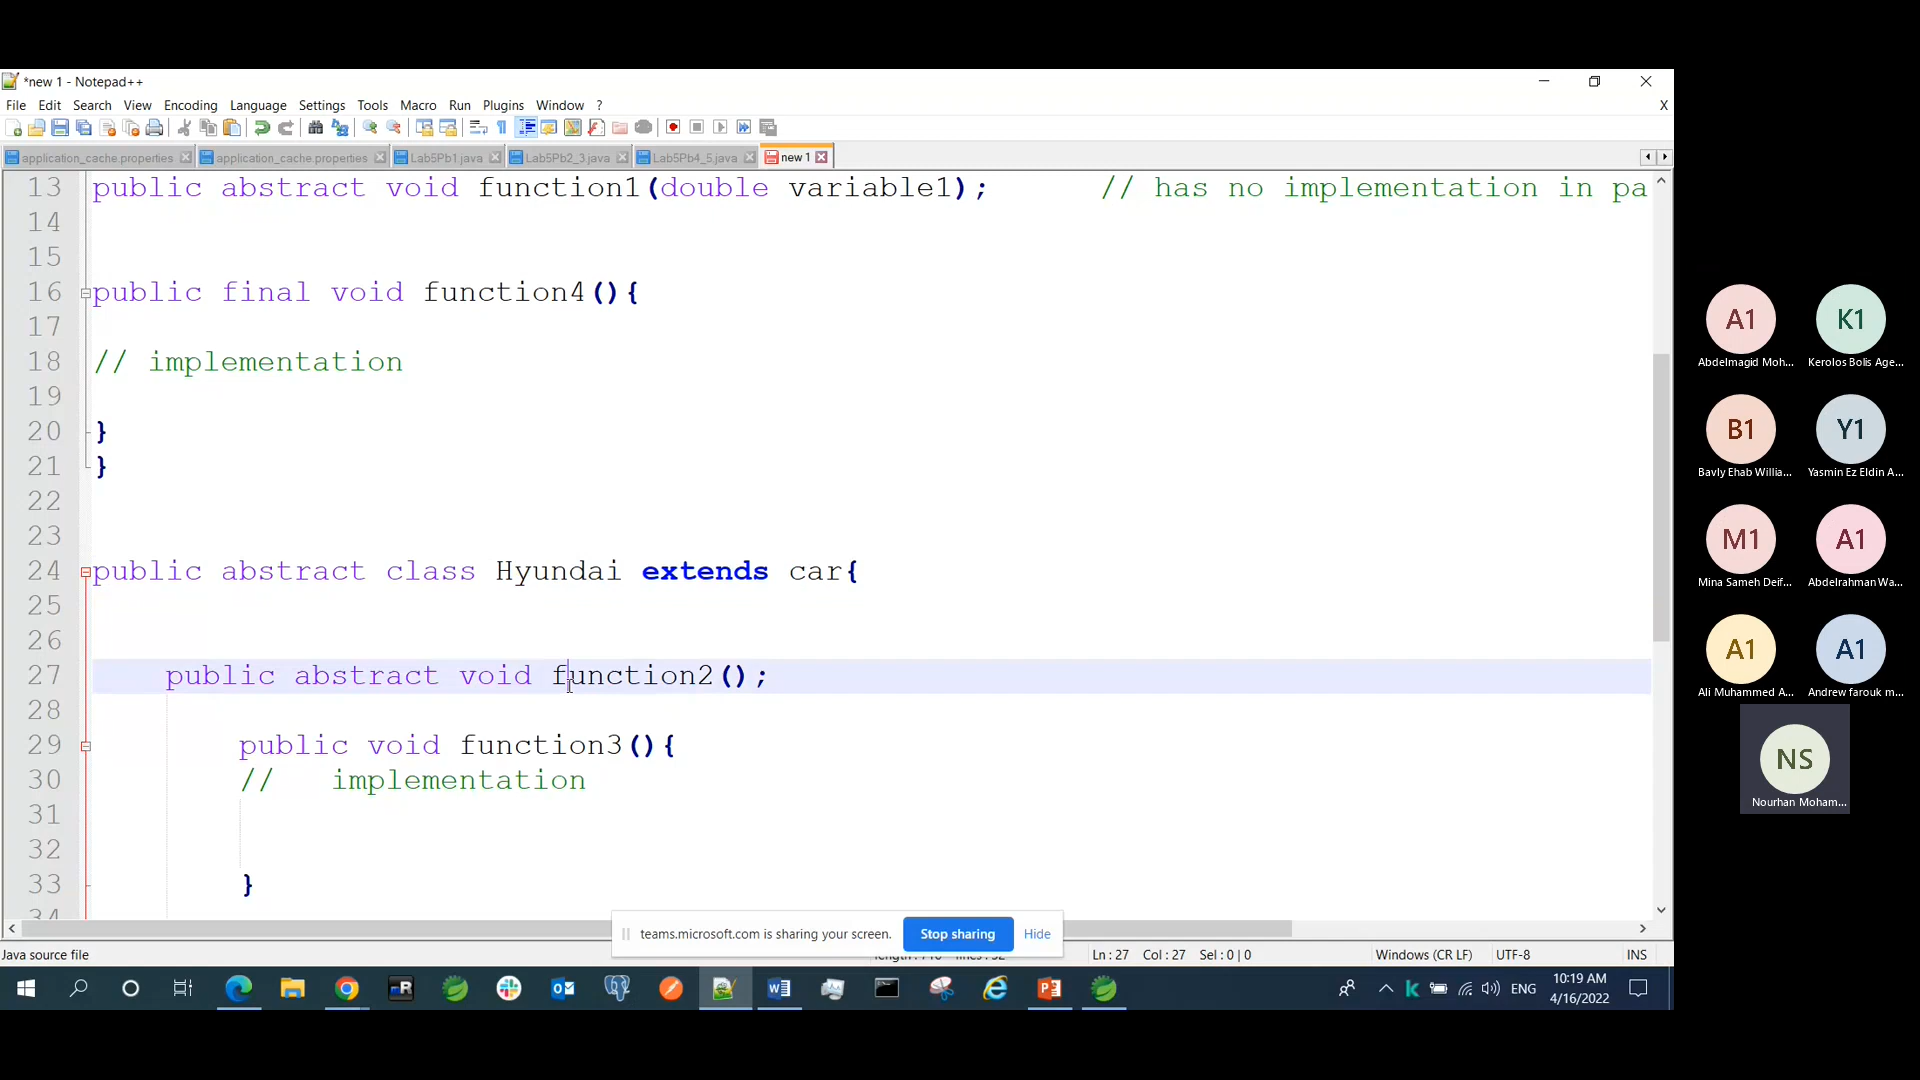 *new 1 - Notepad++
File Edit Search View Encoding Language Settings Tools Macro Run Plugins Window ? X
application_cache.properties application_cache.properties Lab5Pb1.java Lab5Pb2_3.java Lab5Pb4_5.java new 1
13 public abstract void function1(double variable1); // has no implementation in pa
14
15
16 public final void function4(){
17
18 // implementation
19
20 }
21 }
22
23
24 public abstract class Hyundai extends car{
25
26
27 public abstract void function2();
28
29 public void function3(){
30 // implementation
31
32
33 }
34
teams.microsoft.com is sharing your screen. Stop sharing Hide
Java source file Ln : 27 Col : 27 Sel : 0 | 0 Windows (CR LF) UTF-8 INS
ENG
10:19 AM
4/16/2022
A1 K1
Abdelmagid Moh... Kerolos Bolis Age...
B1 Y1
Bavly Ehab Willia... Yasmin Ez Eldin A...
M1 A1
Mina Sameh Deif... Abdelrahman Wa...
A1 A1
Ali Muhammed A... Andrew farouk m...
NS
Nourhan Moham...